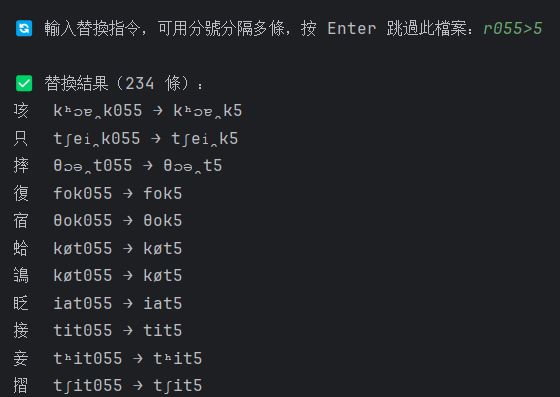 🔄 輸入替換指令，可用分號分隔多條，按 Enter 跳過此檔案：r055>5
✅ 替換結果（234 條）：
咳 kʰɔɐ̯k055 → kʰɔɐ̯k5
只 tʃei̯k055 → tʃei̯k5
摔 θɔə̯t055 → θɔə̯t5
復 fok055 → fok5
宿 θok055 → θok5
蛤 køt055 → køt5
鴿 køt055 → køt5
眨 iat055 → iat5
接 tit055 → tit5
妾 tʰit055 → tʰit5
摺 tʃit055 → tʃit5